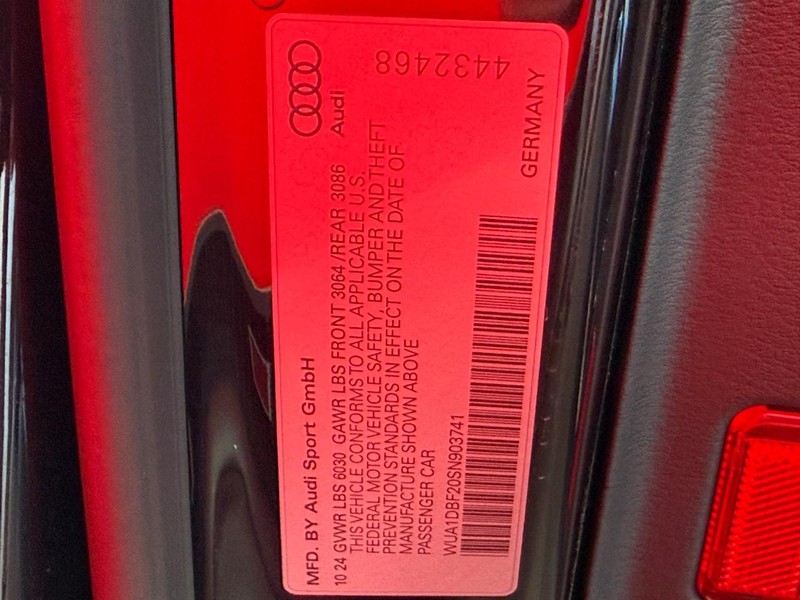 MFD. BY Audi Sport GmbH
10 24 GVWR LBS 6030 GAWR LBS FRONT 3064/REAR 3086
THIS VEHICLE CONFORMS TO ALL APPLICABLE U.S.
FEDERAL MOTOR VEHICLE SAFETY, BUMPER AND THEFT
PREVENTION STANDARDS IN EFFECT ON THE DATE OF
MANUFACTURE SHOWN ABOVE
PASSENGER CAR
WUA1DBF20SN903741
Audi
4432468
GERMANY